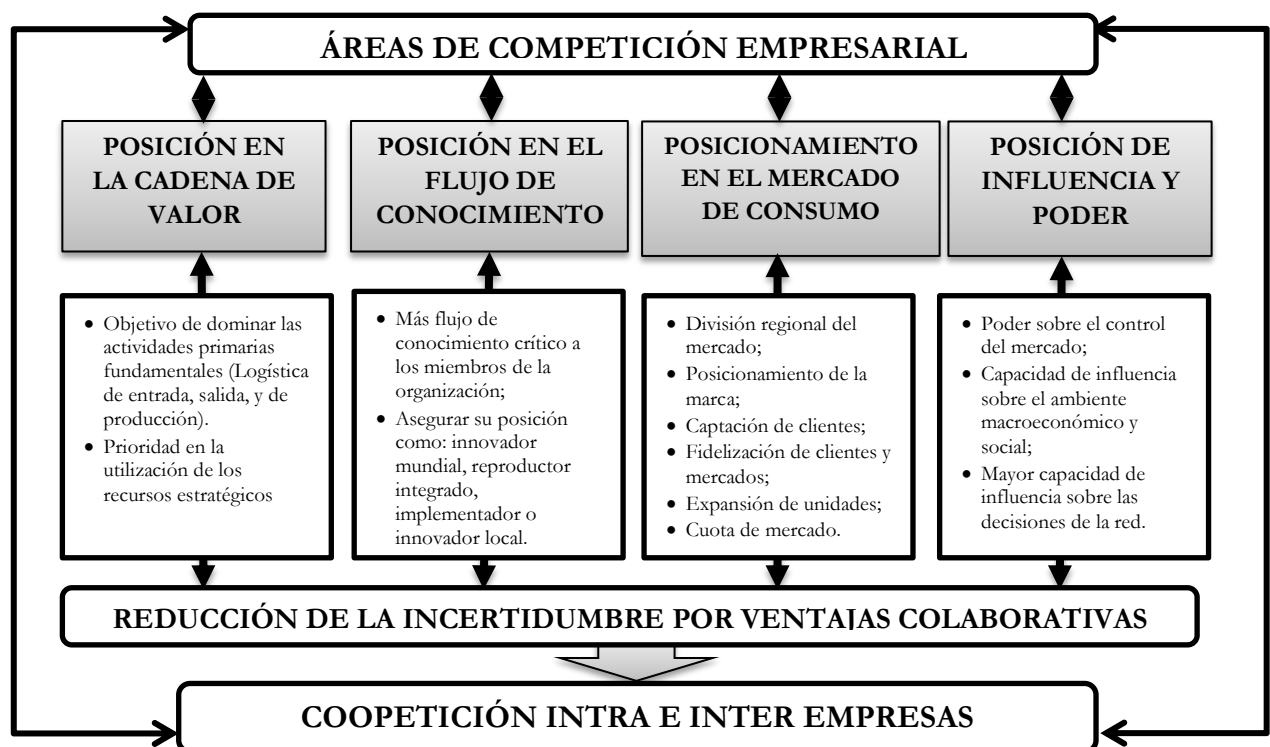 ÁREAS DE COMPETICIÓN EMPRESARIAL
POSICIÓN EN
LA CADENA DE
VALOR
POSICIÓN EN EL
FLUJO DE
CONOCIMIENTO
POSICIONAMIENTO
EN EL MERCADO
DE CONSUMO
POSICIÓN DE
INFLUENCIA Y
PODER
• Objetivo de dominar las
actividades primarias
fundamentales (Logística
de entrada, salida, y de
producción).
• Prioridad en la
utilización de los
recursos estratégicos
• Más flujo de
conocimiento crítico a
los miembros de la
organización;
• Asegurar su posición
como: innovador
mundial, reproductor
integrado,
implementador o
innovador local.
• División regional del
mercado;
• Posicionamiento de la
marca;
• Captación de clientes;
• Fidelización de clientes y
mercados;
• Expansión de unidades;
• Cuota de mercado.
• Poder sobre el control
del mercado;
• Capacidad de influencia
sobre el ambiente
macroeconómico y
social;
• Mayor capacidad de
influencia sobre las
decisiones de la red.
REDUCCIÓN DE LA INCERTIDUMBRE POR VENTAJAS COLABORATIVAS
COOPETICIÓN INTRA E INTER EMPRESAS